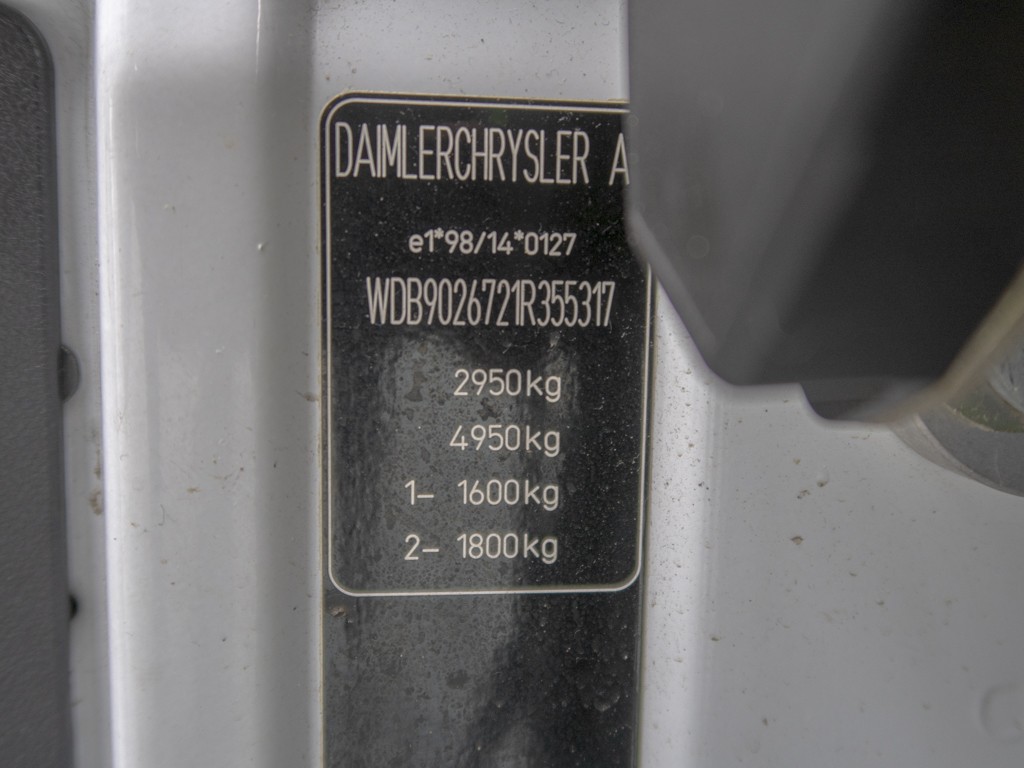 DAIMLERCHRYSLER A
e1*98/14*0127
WDB9026721R355317
2950kg
4950kg
1- 1600kg
2- 1800kg